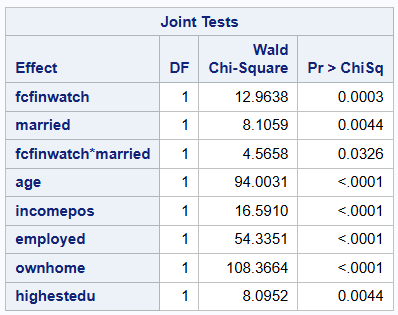 Joint Tests
Effect DF Wald Chi-Square Pr > ChiSq
fcfinwatch 1 12.9638 0.0003
married 1 8.1059 0.0044
fcfinwatch*married 1 4.5658 0.0326
age 1 94.0031 <.0001
incomepos 1 16.5910 <.0001
employed 1 54.3351 <.0001
ownhome 1 108.3664 <.0001
highestedu 1 8.0952 0.0044